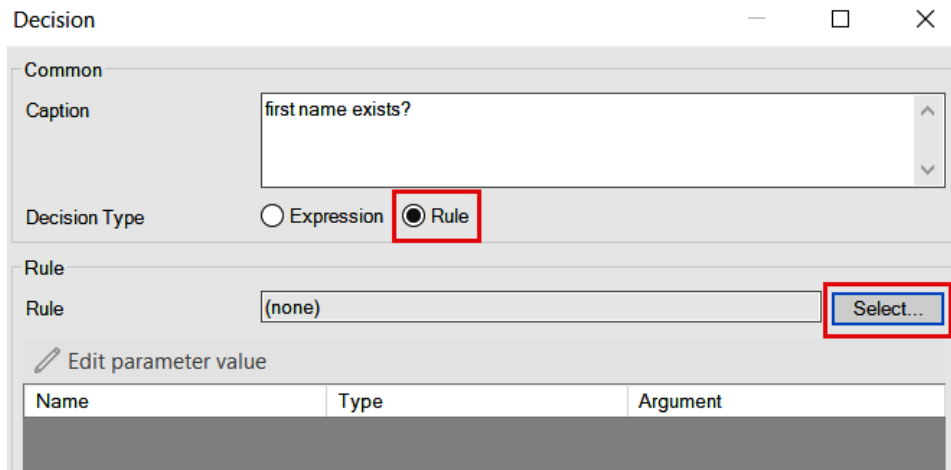 Decision
Common
Caption
first name exists?
Decision Type
Expression
Rule
Rule
Rule
(none)
Select...
Edit parameter value
Name
Type
Argument